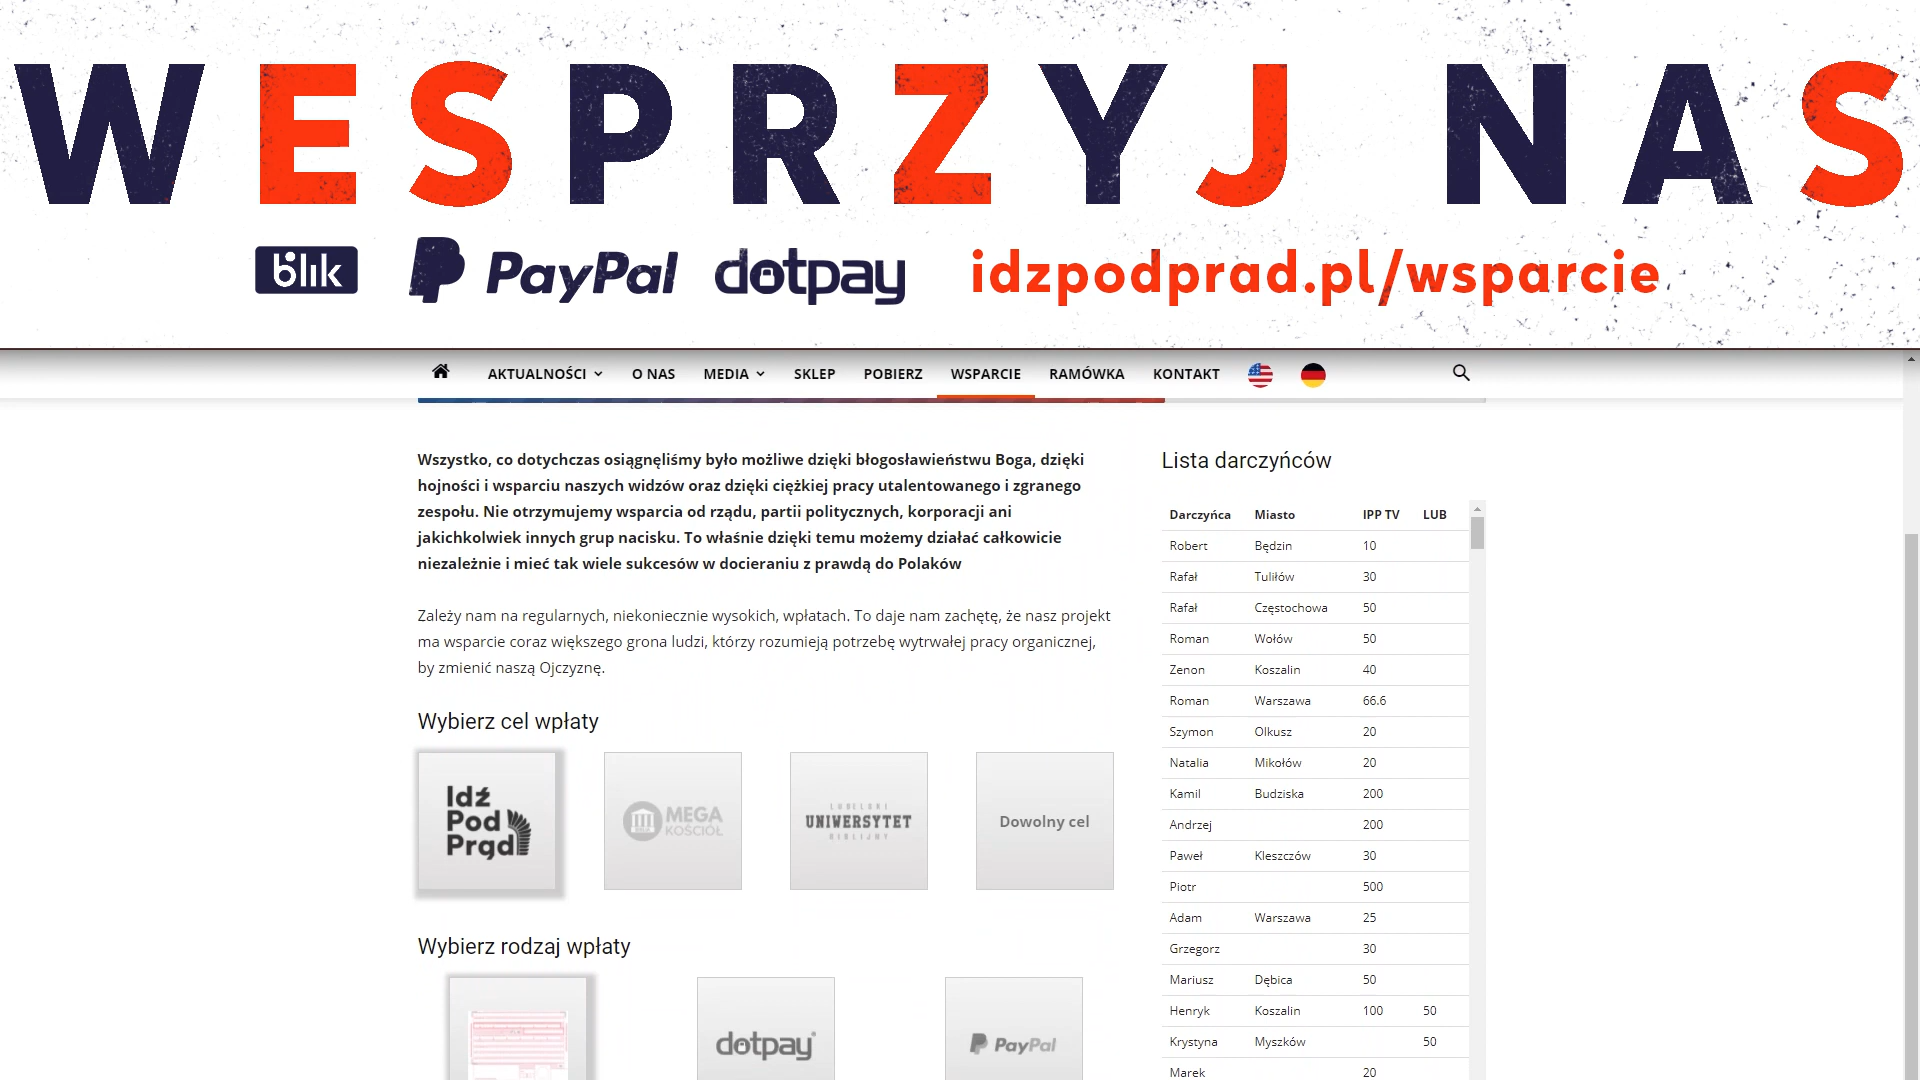 WESPRZYJ NAS
blik PayPal dotpay idzpodprad.pl/wsparcie
AKTUALNOŚCI O NAS MEDIA SKLEP POBIERZ WSPARCIE RAMÓWKA KONTAKT
Wszystko, co dotychczas osiągnęliśmy było możliwe dzięki błogosławieństwu Boga, dzięki
hojności i wsparciu naszych widzów oraz dzięki ciężkiej pracy utalentowanego i zgranego
zespołu. Nie otrzymujemy wsparcia od rządu, partii politycznych, korporacji ani
jakichkolwiek innych grup nacisku. To właśnie dzięki temu możemy działać całkowicie
niezależnie i mieć tak wiele sukcesów w docieraniu z prawdą do Polaków
Zależy nam na regularnych, niekoniecznie wysokich, wpłatach. To daje nam zachętę, że nasz projekt
ma wsparcie coraz większego grona ludzi, którzy rozumieją potrzebę wytrwałej pracy organicznej,
by zmienić naszą Ojczyznę.
Wybierz cel wpłaty
Idź
Pod
Prąd
MEGA
KOŚCIÓŁ
LUBELSKI
UNIWERSYTET
BIBLIJNY
Dowolny cel
Wybierz rodzaj wpłaty
dotpay
PayPal
Lista darczyńców
Darczyńca Miasto IPP TV LUB
Robert Będzin 10
Rafał Tuliłów 30
Rafał Częstochowa 50
Roman Wołów 50
Zenon Koszalin 40
Roman Warszawa 66.6
Szymon Olkusz 20
Natalia Mikołów 20
Kamil Budziska 200
Andrzej 200
Paweł Kleszczów 30
Piotr 500
Adam Warszawa 25
Grzegorz 30
Mariusz Dębica 50
Henryk Koszalin 100 50
Krystyna Myszków 50
Marek 20